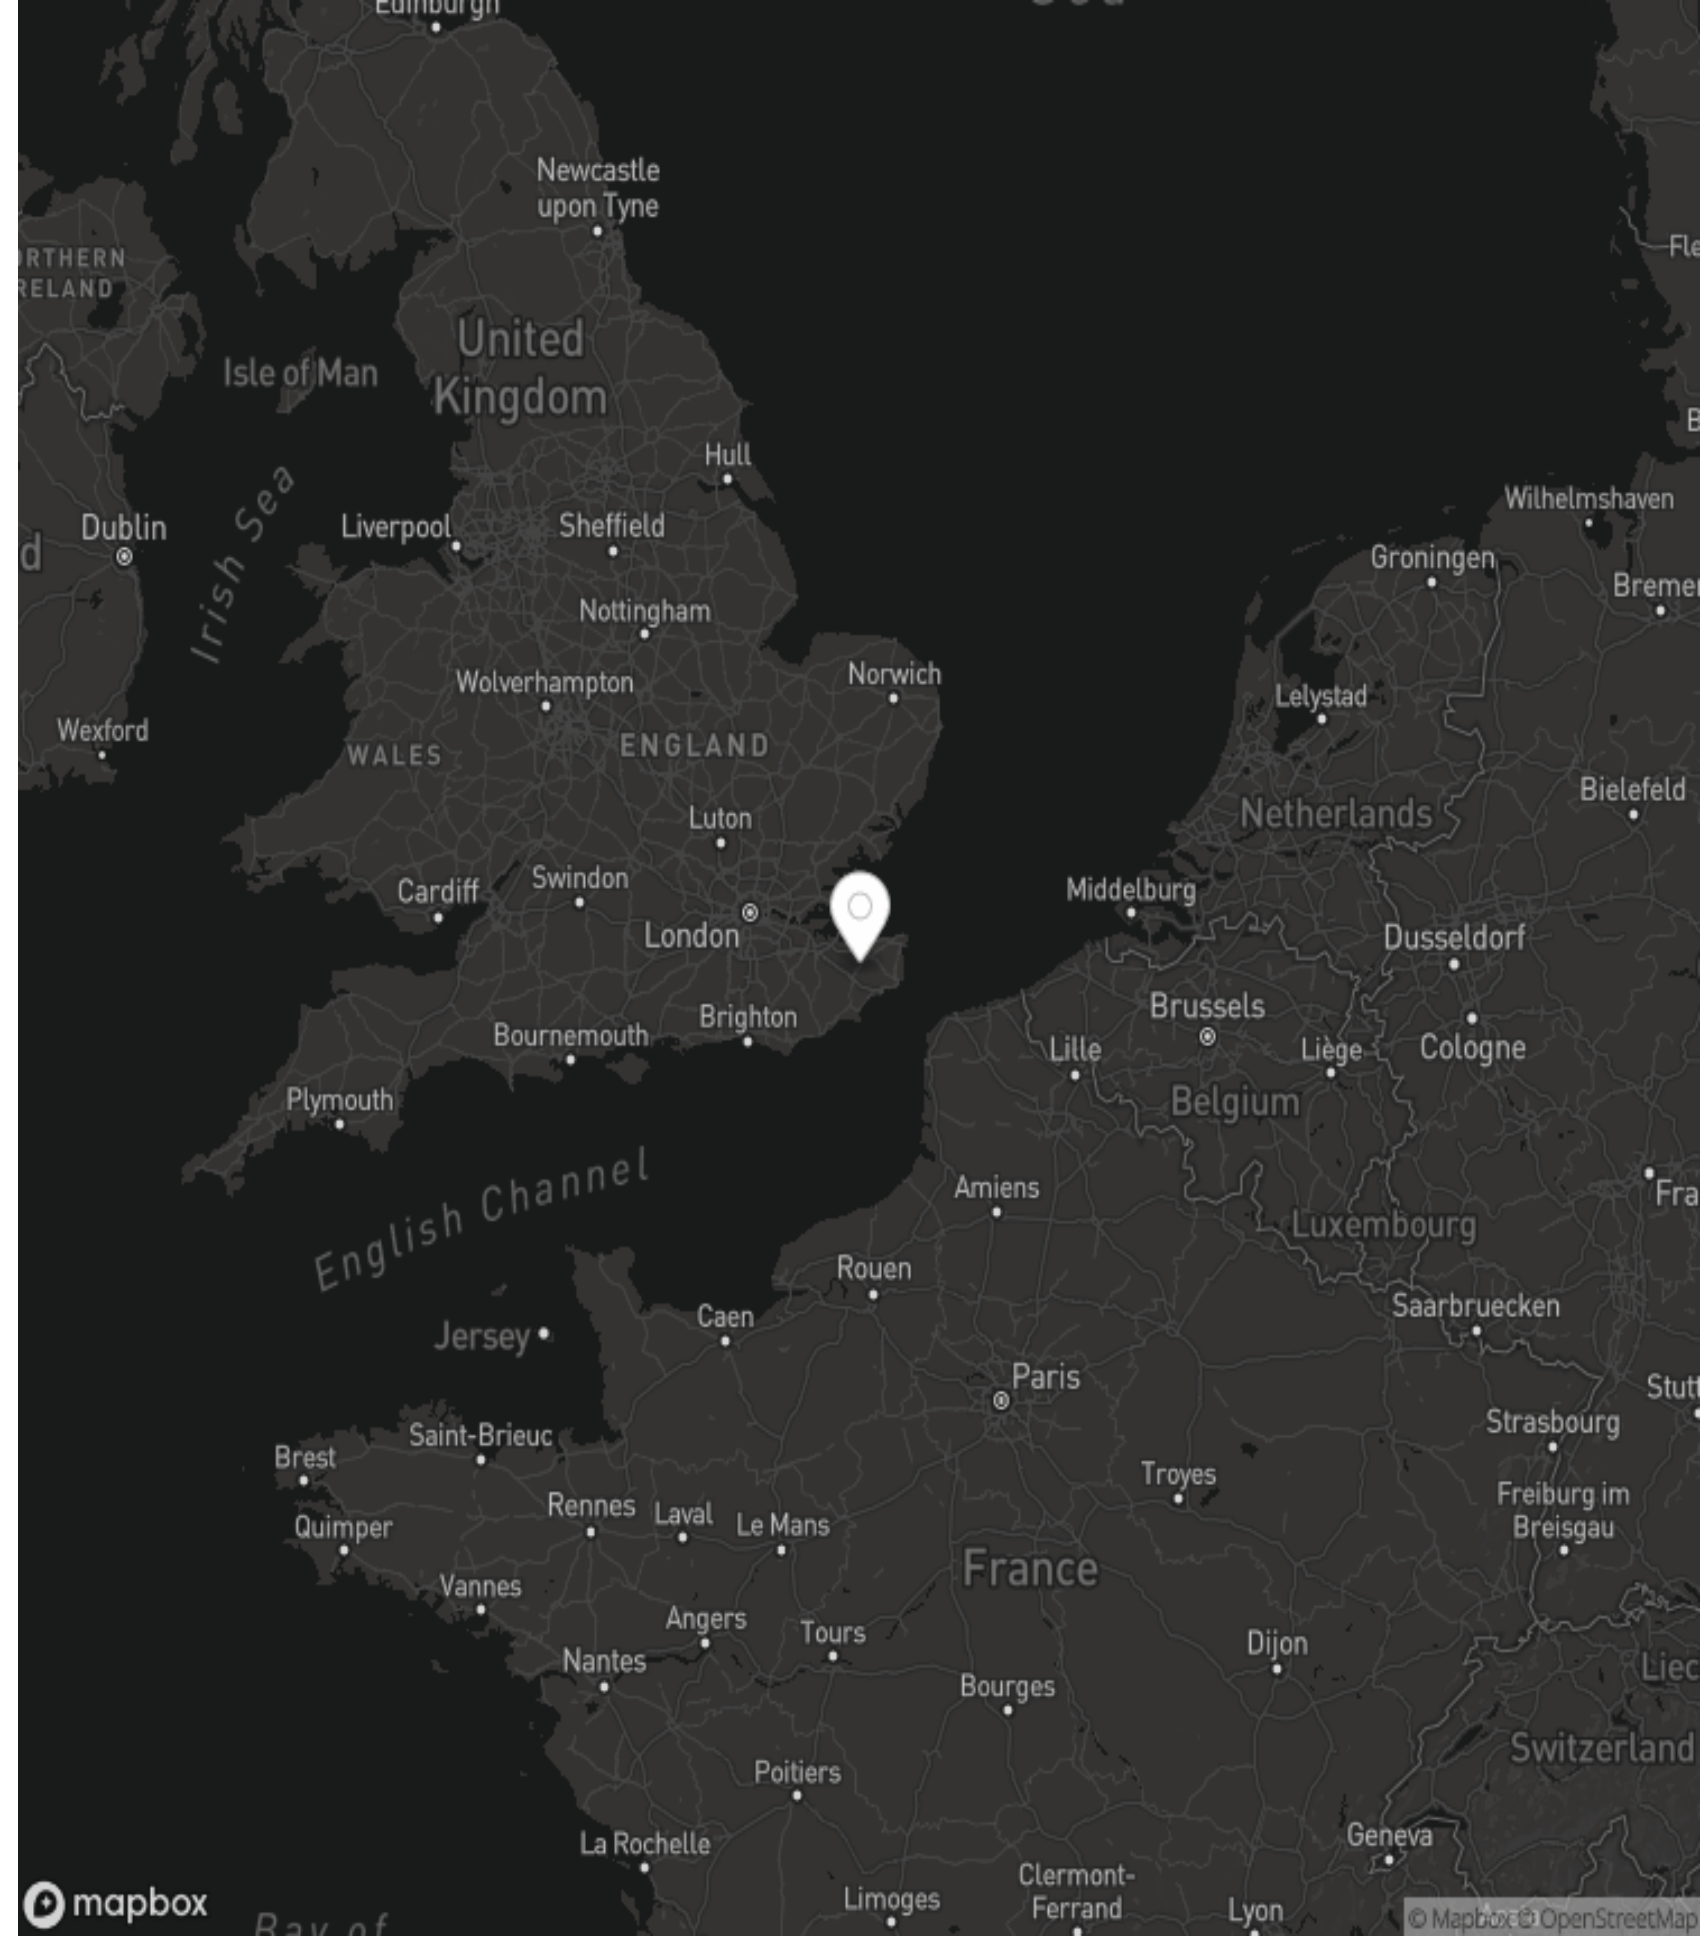 Edinburgh
Newcastle
upon Tyne
United
Kingdom
Isle of Man
Hull
Irish Sea
Dublin
Liverpool
Sheffield
Wilhelmshaven
Groningen
Nottingham
Wolverhampton
Norwich
Lelystad
Wexford
WALES
ENGLAND
Bielefeld
Netherlands
Luton
Cardiff
Swindon
Middelburg
London
Dusseldorf
Brussels
Brighton
Bournemouth
Lille
Liège
Cologne
Plymouth
Belgium
English Channel
Amiens
Luxembourg
Rouen
Caen
Saarbruecken
Jersey
Paris
Strasbourg
Saint-Brieuc
Brest
Troyes
Freiburg im
Breisgau
Rennes
Laval
Le Mans
Quimper
France
Vannes
Angers
Tours
Dijon
Nantes
Bourges
Switzerland
Poitiers
Geneva
La Rochelle
Clermont-
Ferrand
Limoges
Lyon
mapbox
Bay of
© Mapbox © OpenStreetMap